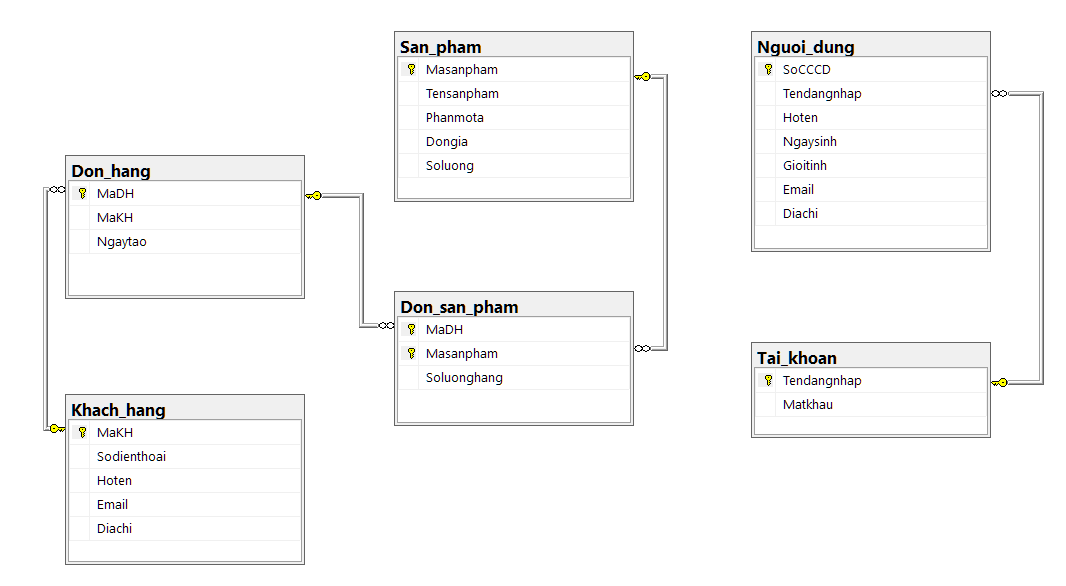 San_pham
Masanpham
Tensanpham
Phanmota
Dongia
Soluong
Nguoi_dung
SoCCCD
Tendangnhap
Hoten
Ngaysinh
Gioitinh
Email
Diachi
Don_hang
MaDH
MaKH
Ngaytao
Don_san_pham
MaDH
Masanpham
Soluonghang
Tai_khoan
Tendangnhap
Matkhau
Khach_hang
MaKH
Sodienthoai
Hoten
Email
Diachi